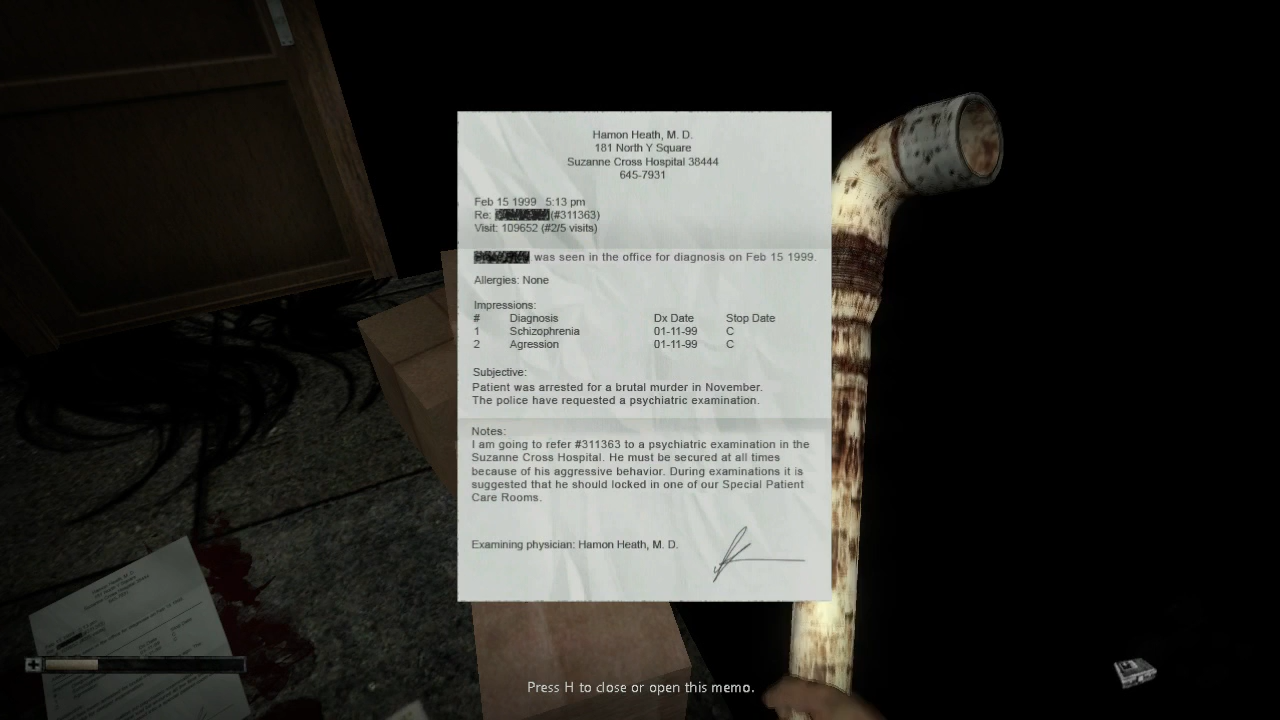 Hamon Heath, M. D.
181 North Y Square
Suzanne Cross Hospital 38444
645-7931
Feb 15 1999 5:13 pm
Re: (#311363)
Visit: 109652 (#2/5 visits)
was seen in the office for diagnosis on Feb 15 1999.
Allergies: None
Impressions:
# Diagnosis Dx Date Stop Date
1 Schizophrenia 01-11-99 C
2 Agression 01-11-99 C
Subjective:
Patient was arrested for a brutal murder in November.
The police have requested a psychiatric examination.
Notes:
I am going to refer #311363 to a psychiatric examination in the
Suzanne Cross Hospital. He must be secured at all times
because of his aggressive behavior. During examinations it is
suggested that he should locked in one of our Special Patient
Care Rooms.
Examining physician: Hamon Heath, M. D.
Press H to close or open this memo.